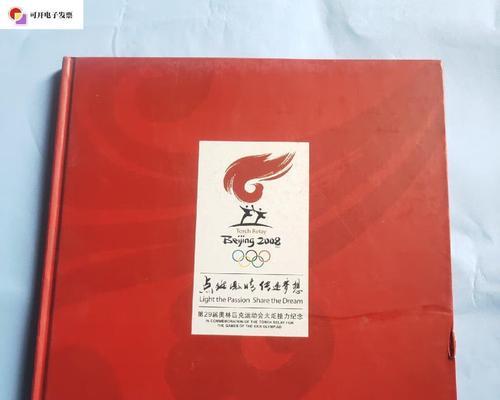 可开电子发票
Torch Relay
Beijing 2008
点燃激情 传递梦想
Light the Passion Share the Dream
第29届奥林匹克运动会火炬接力纪念
IN COMMEMORATION OF THE TORCH RELAY FOR
THE GAMES OF THE XXIX OLYMPIAD